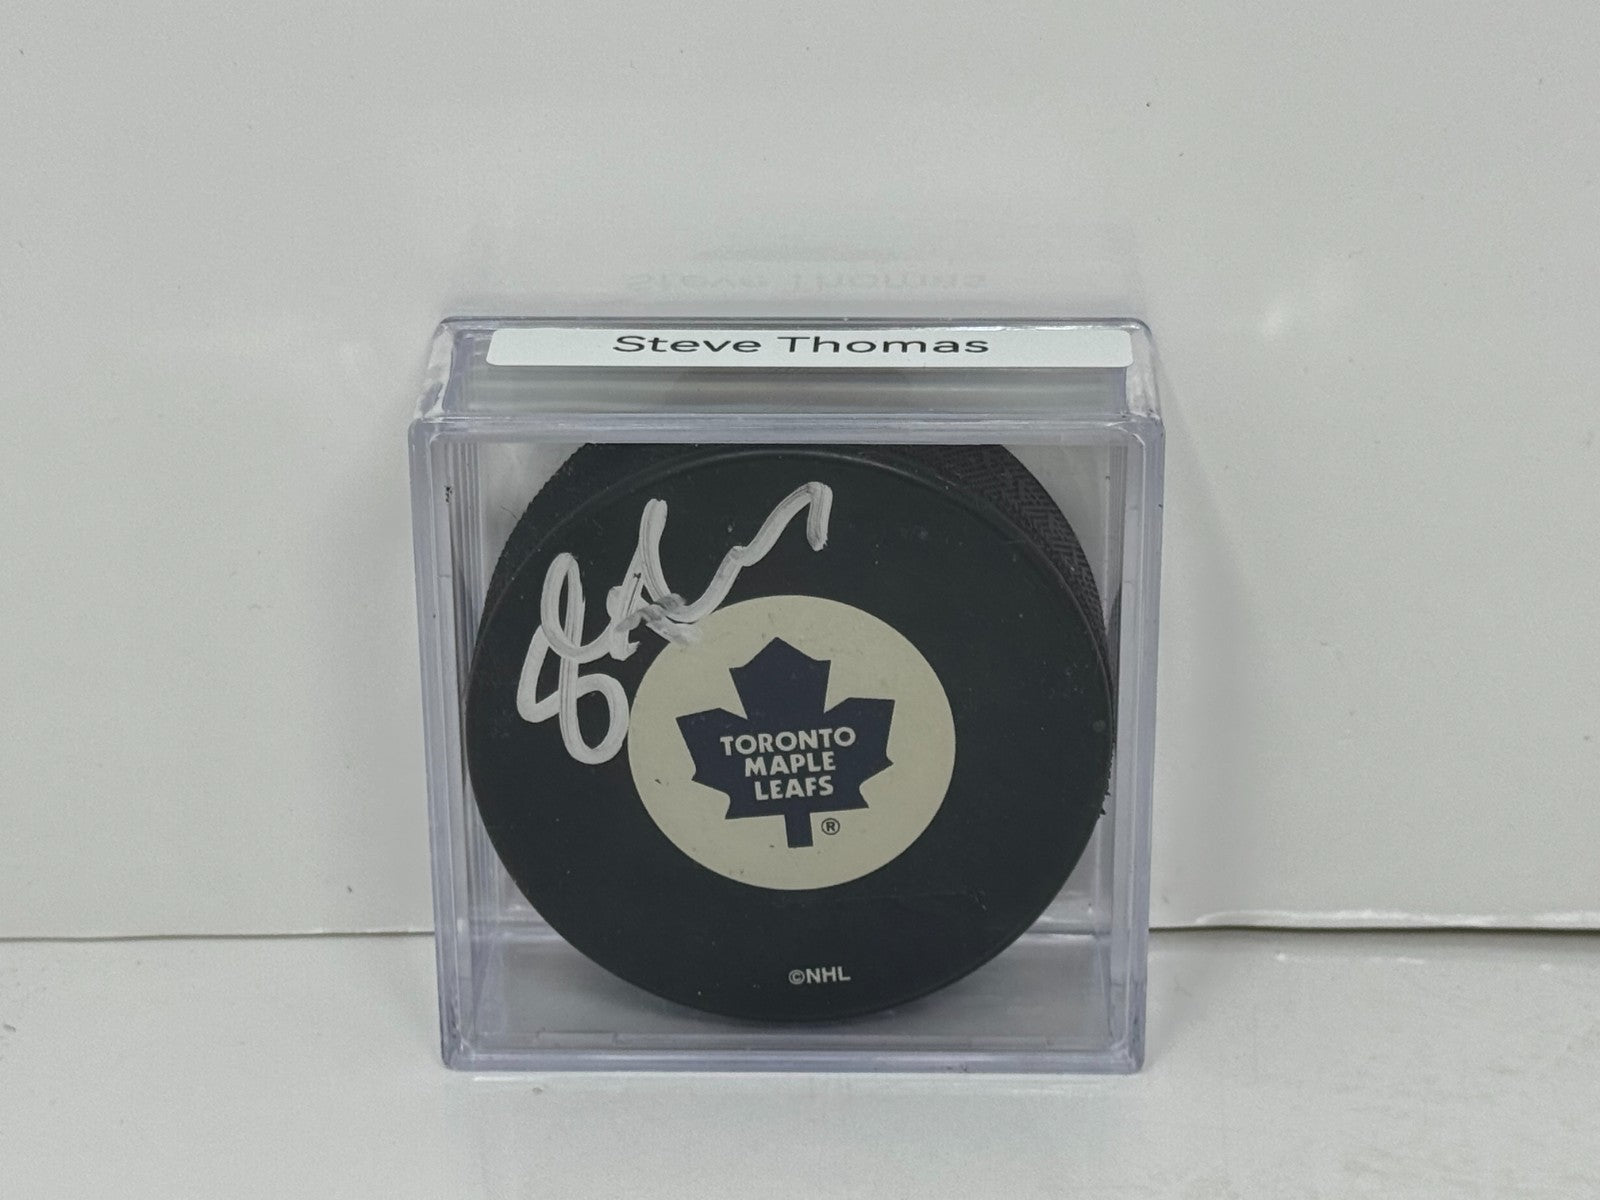 Steve Thomas
TORONTO
MAPLE
LEAFS
®
©NHL